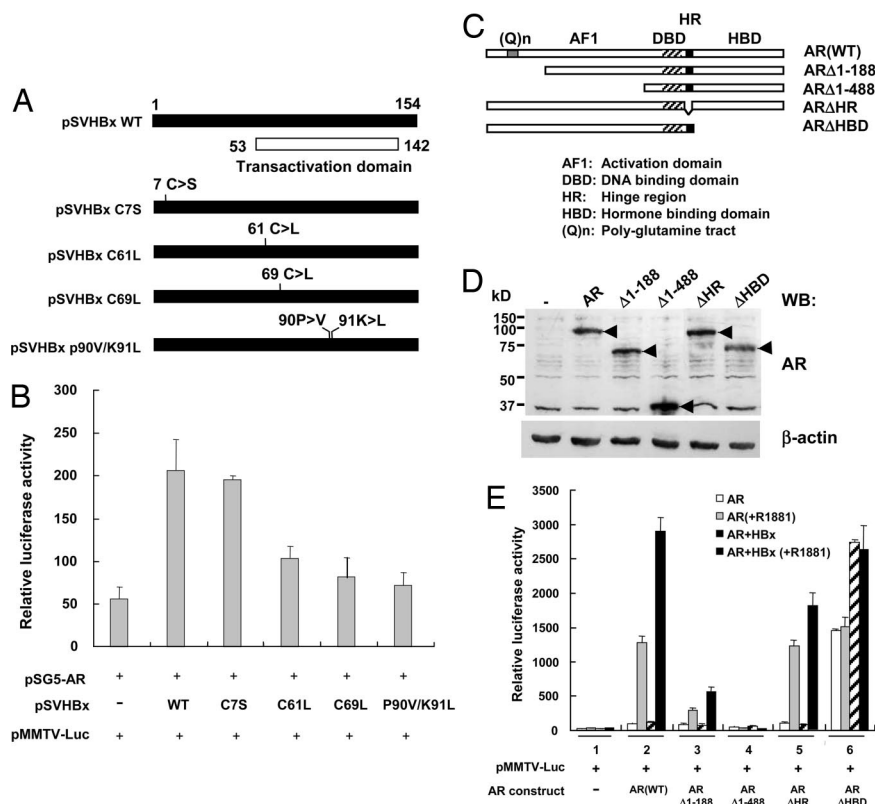 A
1 154
pSVHBx WT
53 142
Transactivation domain
7 C>S
pSVHBx C7S
61 C>L
pSVHBx C61L
69 C>L
pSVHBx C69L
90P>V 91K>L
pSVHBx p90V/K91L
B
Relative luciferase activity
300
250
200
150
100
50
0
pSG5-AR + + + + + +
pSVHBx - WT C7S C61L C69L P90V/K91L
pMMTV-Luc + + + + + +
C
HR
(Q)n AF1 DBD HBD
AR(WT)
ARΔ1-188
ARΔ1-488
ARΔHR
ARΔHBD
AF1: Activation domain
DBD: DNA binding domain
HR: Hinge region
HBD: Hormone binding domain
(Q)n: Poly-glutamine tract
D
kD - AR Δ1-188 Δ1-488 ΔHR ΔHBD WB:
150
100
75
50
37
AR
β-actin
E
Relative luciferase activity
3500
3000
2500
2000
1500
1000
500
0
AR
AR(+R1881)
AR+HBx
AR+HBx (+R1881)
1 2 3 4 5 6
pMMTV-Luc + + + + + +
AR construct - AR(WT) AR Δ1-188 AR Δ1-488 AR ΔHR AR ΔHBD